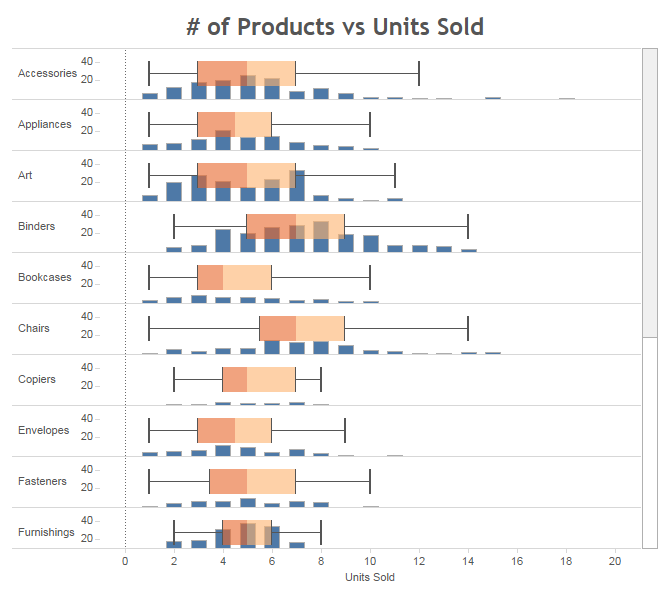 # of Products vs Units Sold
Accessories 40 20
Appliances 40 20
Art 40 20
Binders 40 20
Bookcases 40 20
Chairs 40 20
Copiers 40 20
Envelopes 40 20
Fasteners 40 20
Furnishings 40 20
0 2 4 6 8 10 12 14 16 18 20
Units Sold